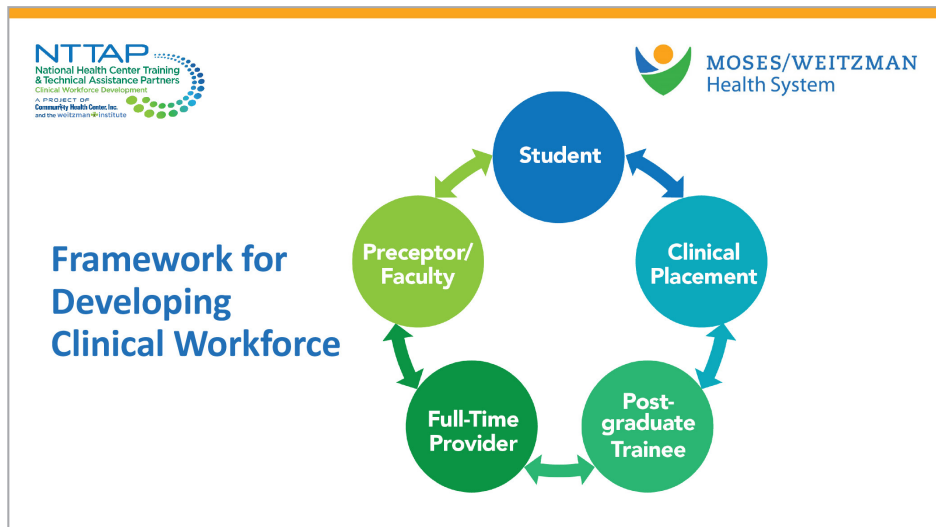 NTTAP
National Health Center Training
& Technical Assistance Partners
Clinical Workforce Development
A PROJECT OF
Community Health Center, Inc.
and the weitzman institute
MOSES/WEITZMAN
Health System
Framework for
Developing
Clinical Workforce
Student
Clinical
Placement
Post-
graduate
Trainee
Full-Time
Provider
Preceptor/
Faculty